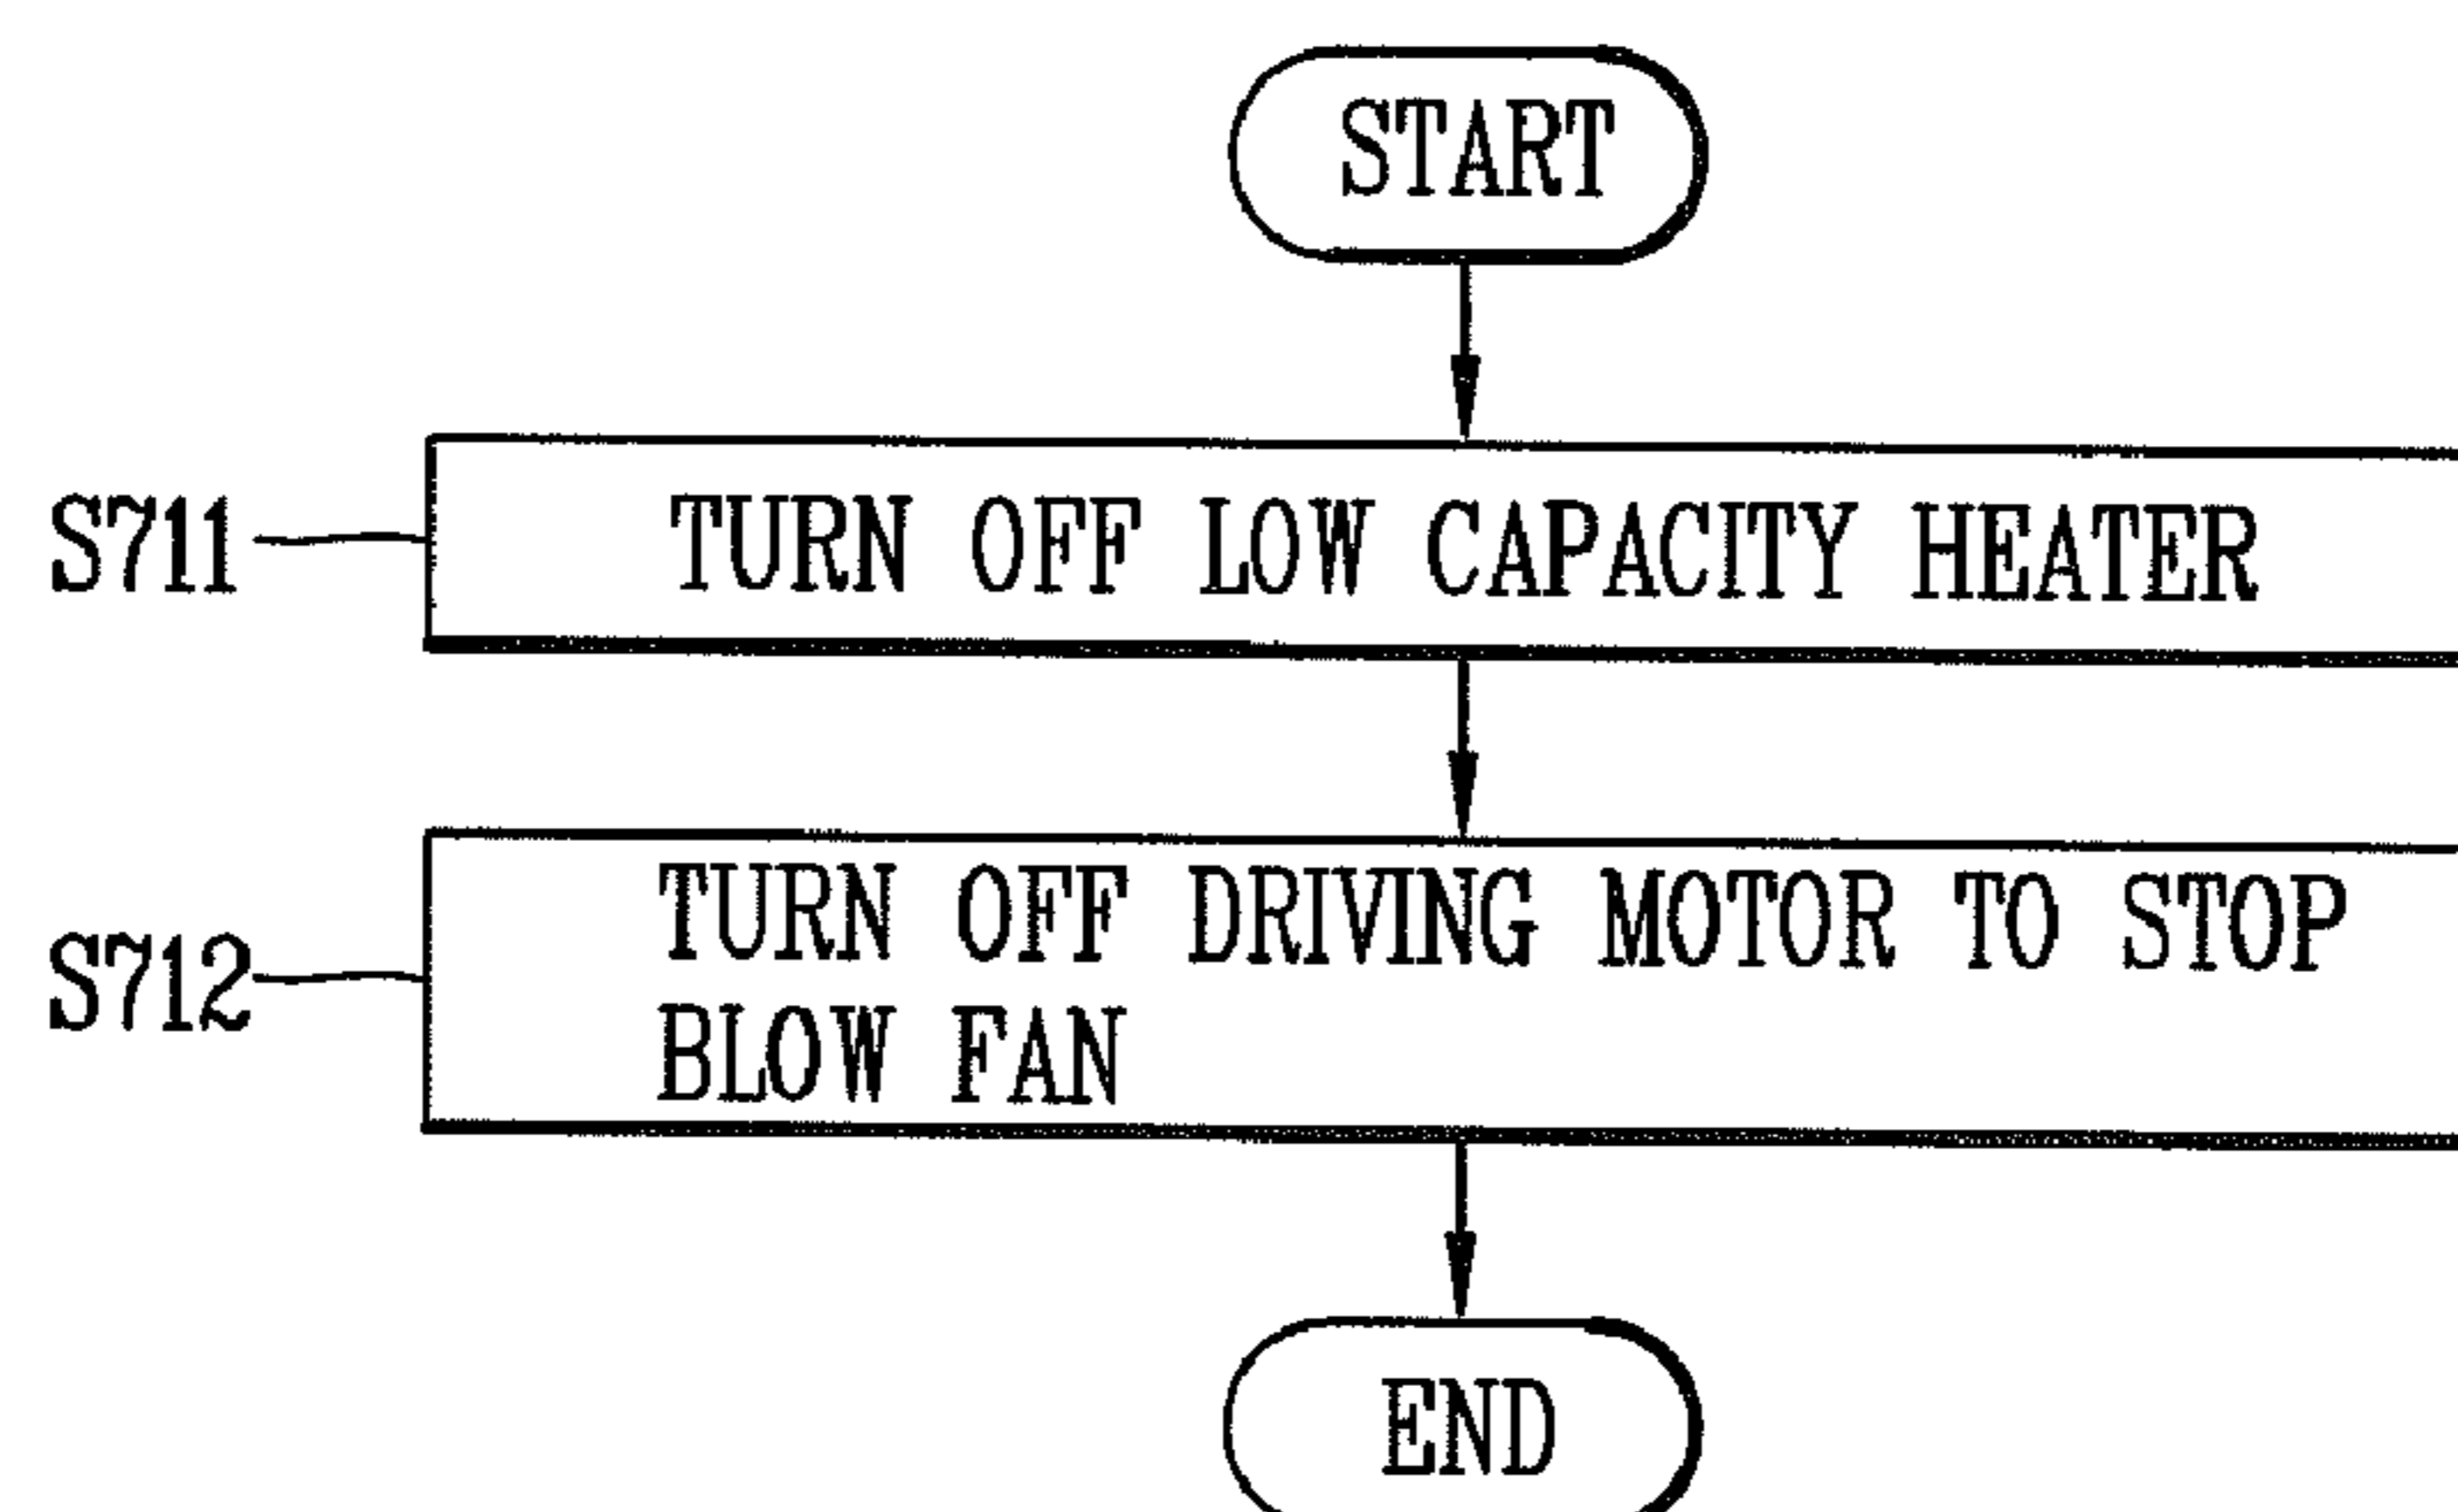 START
S711
TURN OFF LOW CAPACITY HEATER
S712
TURN OFF DRIVING MOTOR TO STOP
BLOW FAN
END